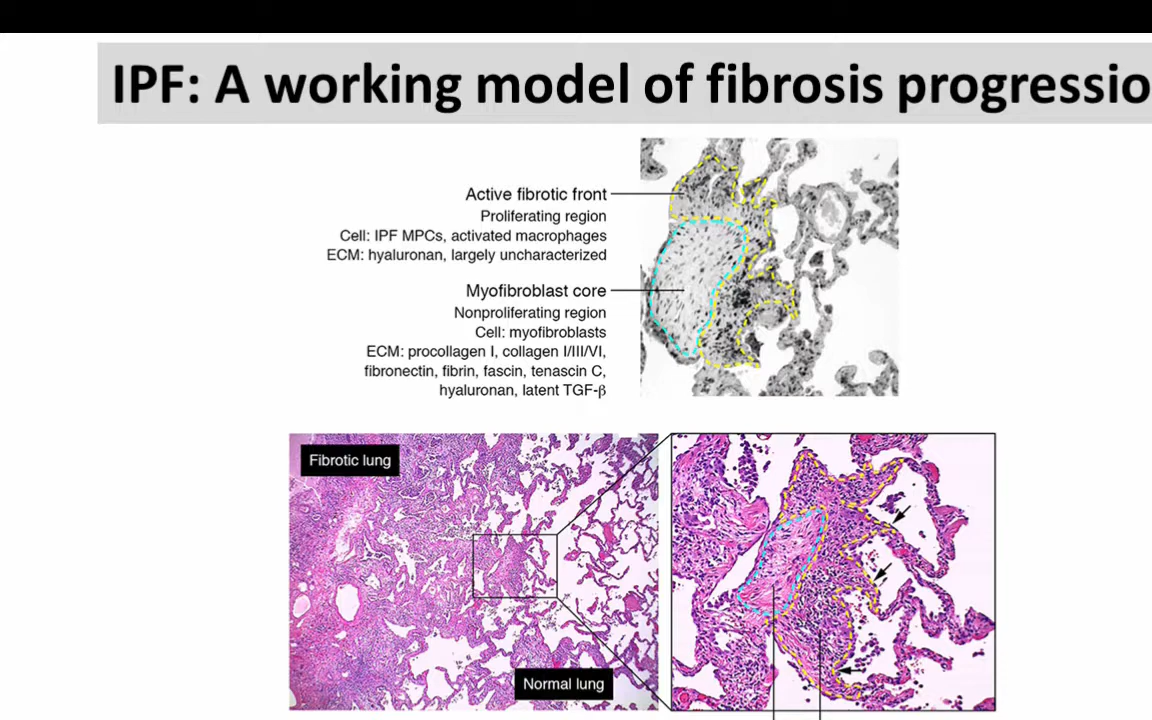 IPF: A working model of fibrosis progressio
Active fibrotic front
Proliferating region
Cell: IPF MPCs, activated macrophages
ECM: hyaluronan, largely uncharacterized
Myofibroblast core
Nonproliferating region
Cell: myofibroblasts
ECM: procollagen I, collagen I/III/VI,
fibronectin, fibrin, fascin, tenascin C,
hyaluronan, latent TGF-β
Fibrotic lung
Normal lung